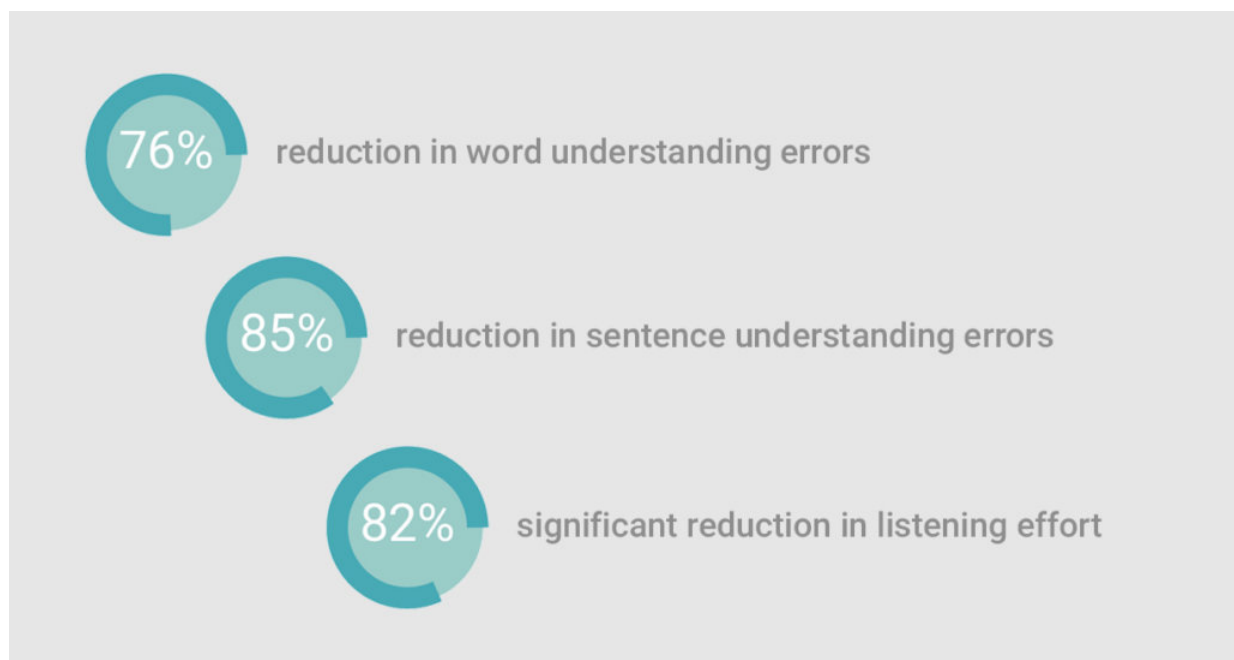 76%
reduction in word understanding errors
85%
reduction in sentence understanding errors
82%
significant reduction in listening effort